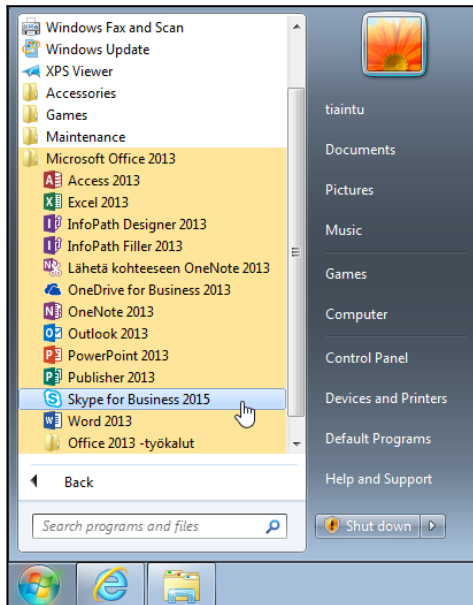 Windows Fax and Scan
Windows Update
XPS Viewer
Accessories
Games
Maintenance
Microsoft Office 2013
Access 2013
Excel 2013
InfoPath Designer 2013
InfoPath Filler 2013
Lähetä kohteeseen OneNote 2013
OneDrive for Business 2013
OneNote 2013
Outlook 2013
PowerPoint 2013
Publisher 2013
Skype for Business 2015
Word 2013
Office 2013 -työkalut
Back
Search programs and files
tiaintu
Documents
Pictures
Music
Games
Computer
Control Panel
Devices and Printers
Default Programs
Help and Support
Shut down